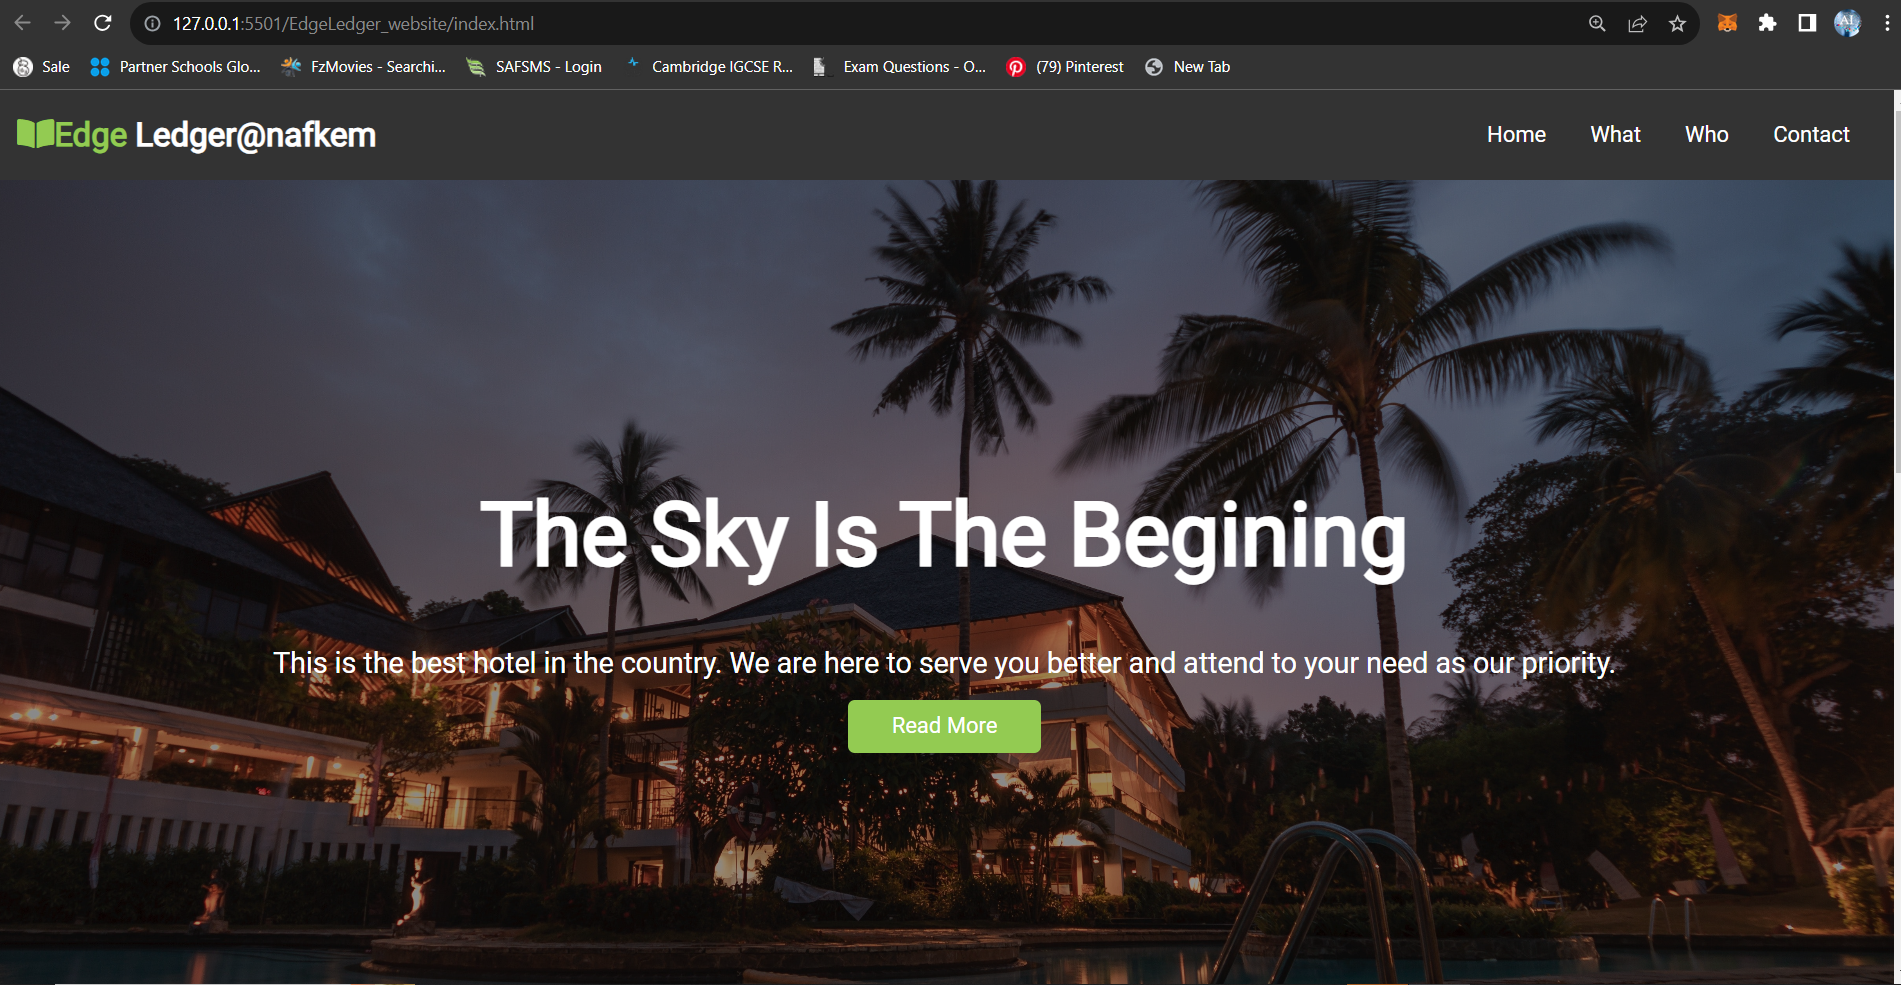 127.0.0.1:5501/EdgeLedger_website/index.html
Sale Partner Schools Glo... FzMovies - Searchi... SAFSMS - Login Cambridge IGCSE R... Exam Questions - O... (79) Pinterest New Tab
Edge Ledger@nafkem Home What Who Contact
The Sky Is The Begining
This is the best hotel in the country. We are here to serve you better and attend to your need as our priority.
Read More